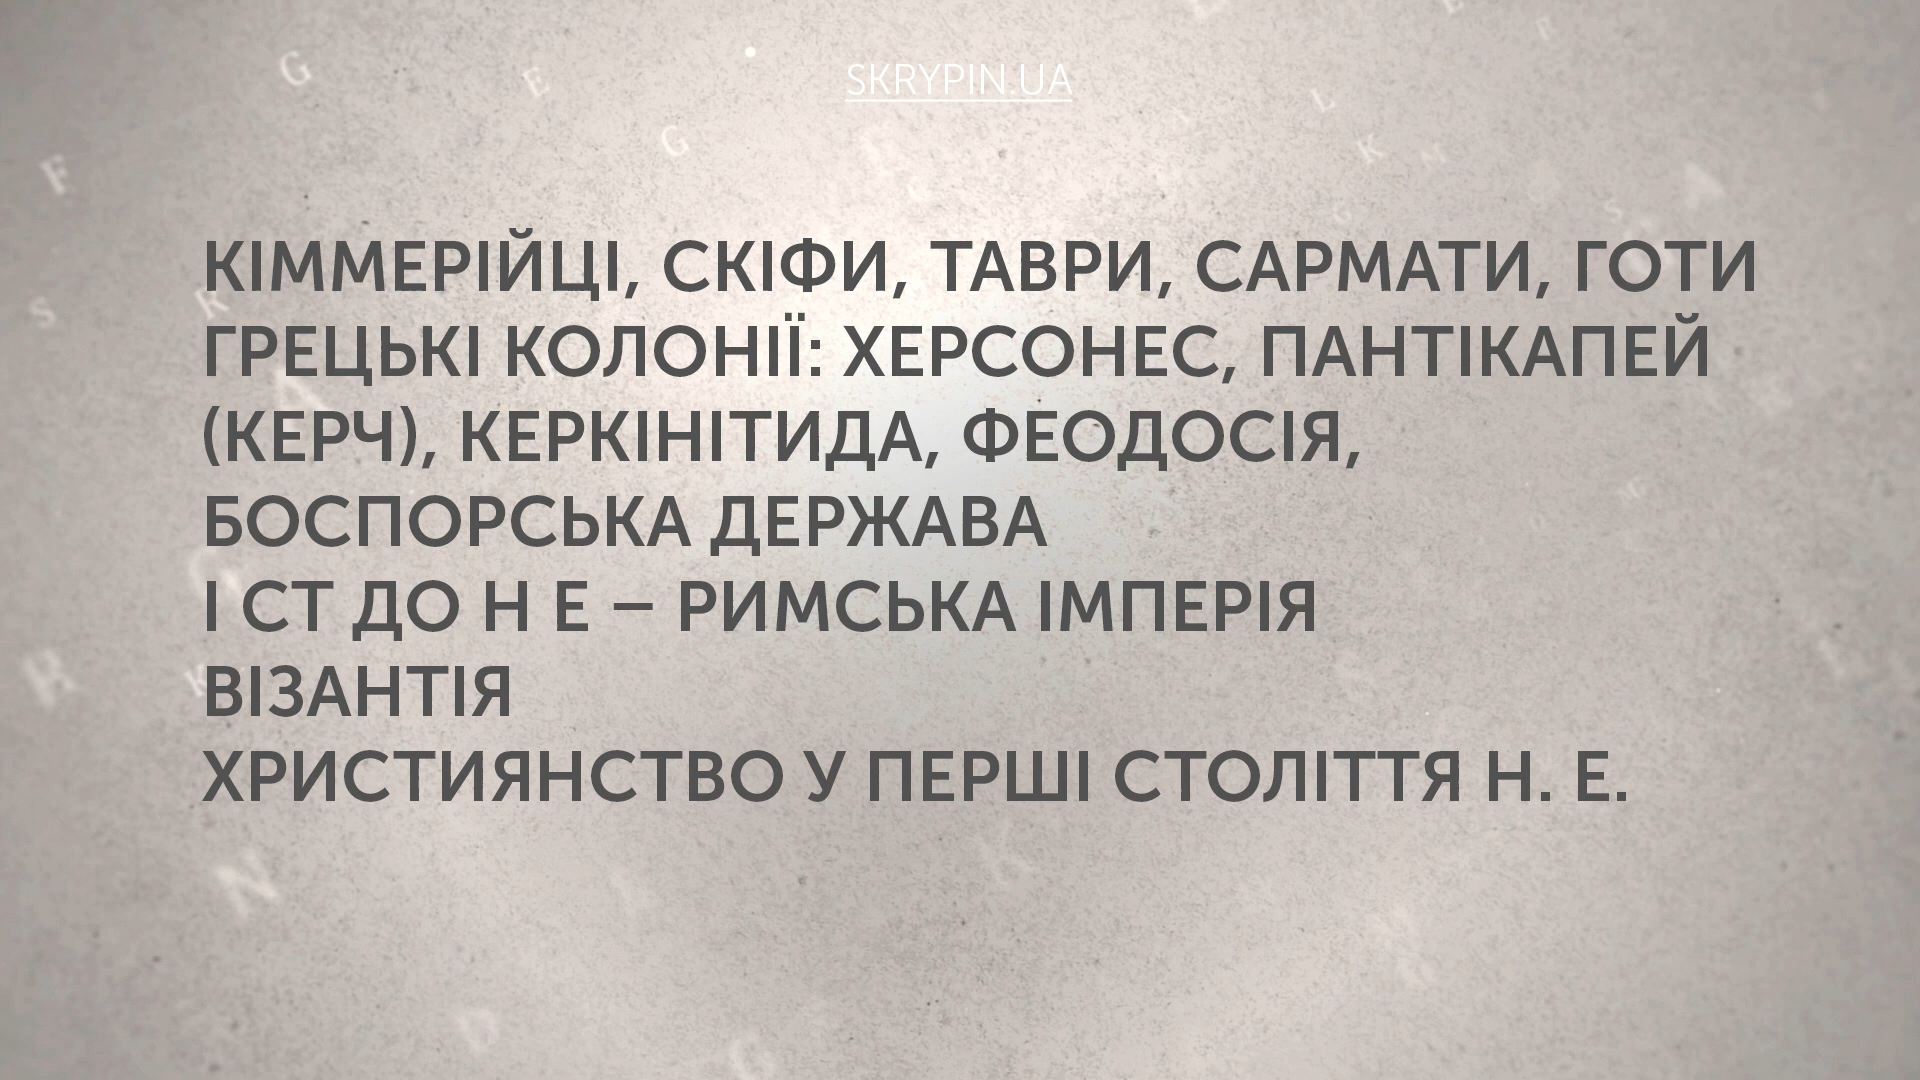 SKRYPIN.UA
КІММЕРІЙЦІ, СКІФИ, ТАВРИ, САРМАТИ, ГОТИ
ГРЕЦЬКІ КОЛОНІЇ: ХЕРСОНЕС, ПАНТІКАПЕЙ
(КЕРЧ), КЕРКІНІТИДА, ФЕОДОСІЯ,
БОСПОРСЬКА ДЕРЖАВА
І СТ ДО Н Е – РИМСЬКА ІМПЕРІЯ
ВІЗАНТІЯ
ХРИСТИЯНСТВО У ПЕРШІ СТОЛІТТЯ Н. Е.